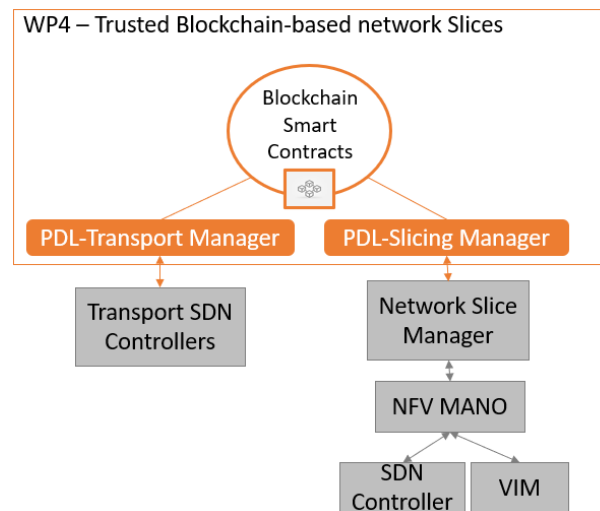 WP4 – Trusted Blockchain-based network Slices
Blockchain
Smart
Contracts
PDL-Transport Manager
PDL-Slicing Manager
Transport SDN
Controllers
Network Slice
Manager
NFV MANO
SDN
Controller
VIM